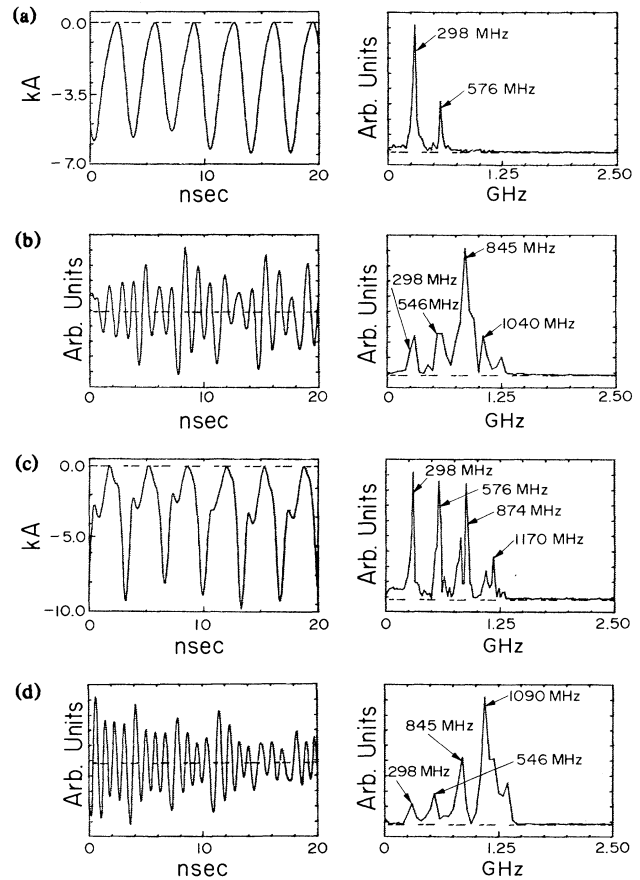 (a)
0.0
-3.5
-7.0
kA
0
10
20
nsec
Arb. Units
298 MHz
576 MHz
0
1.25
2.50
GHz
(b)
Arb. Units
0
10
20
nsec
Arb. Units
845 MHz
298 MHz
546MHz
1040 MHz
0
1.25
2.50
GHz
(c)
0.0
-5.0
-10.0
kA
0
10
20
nsec
Arb. Units
298 MHz
576 MHz
874 MHz
1170 MHz
0
1.25
2.50
GHz
(d)
Arb. Units
0
10
20
nsec
Arb. Units
1090 MHz
845 MHz
298 MHz
546 MHz
0
1.25
2.50
GHz